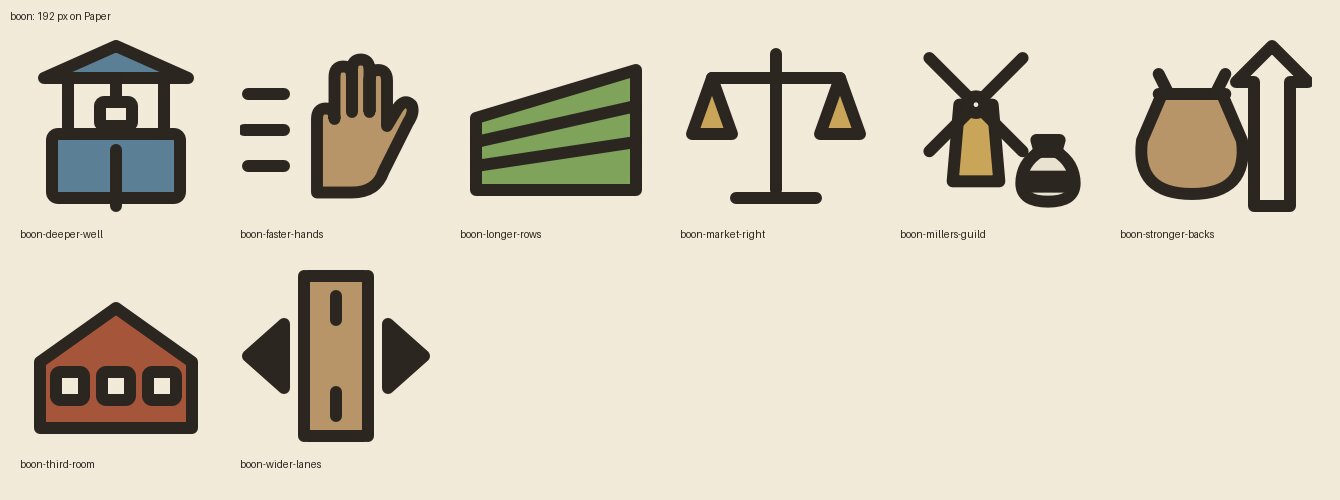 boon: 192 px on Paper
boon-deeper-well
boon-faster-hands
boon-longer-rows
boon-market-right
boon-millers-guild
boon-stronger-backs
boon-third-room
boon-wider-lanes